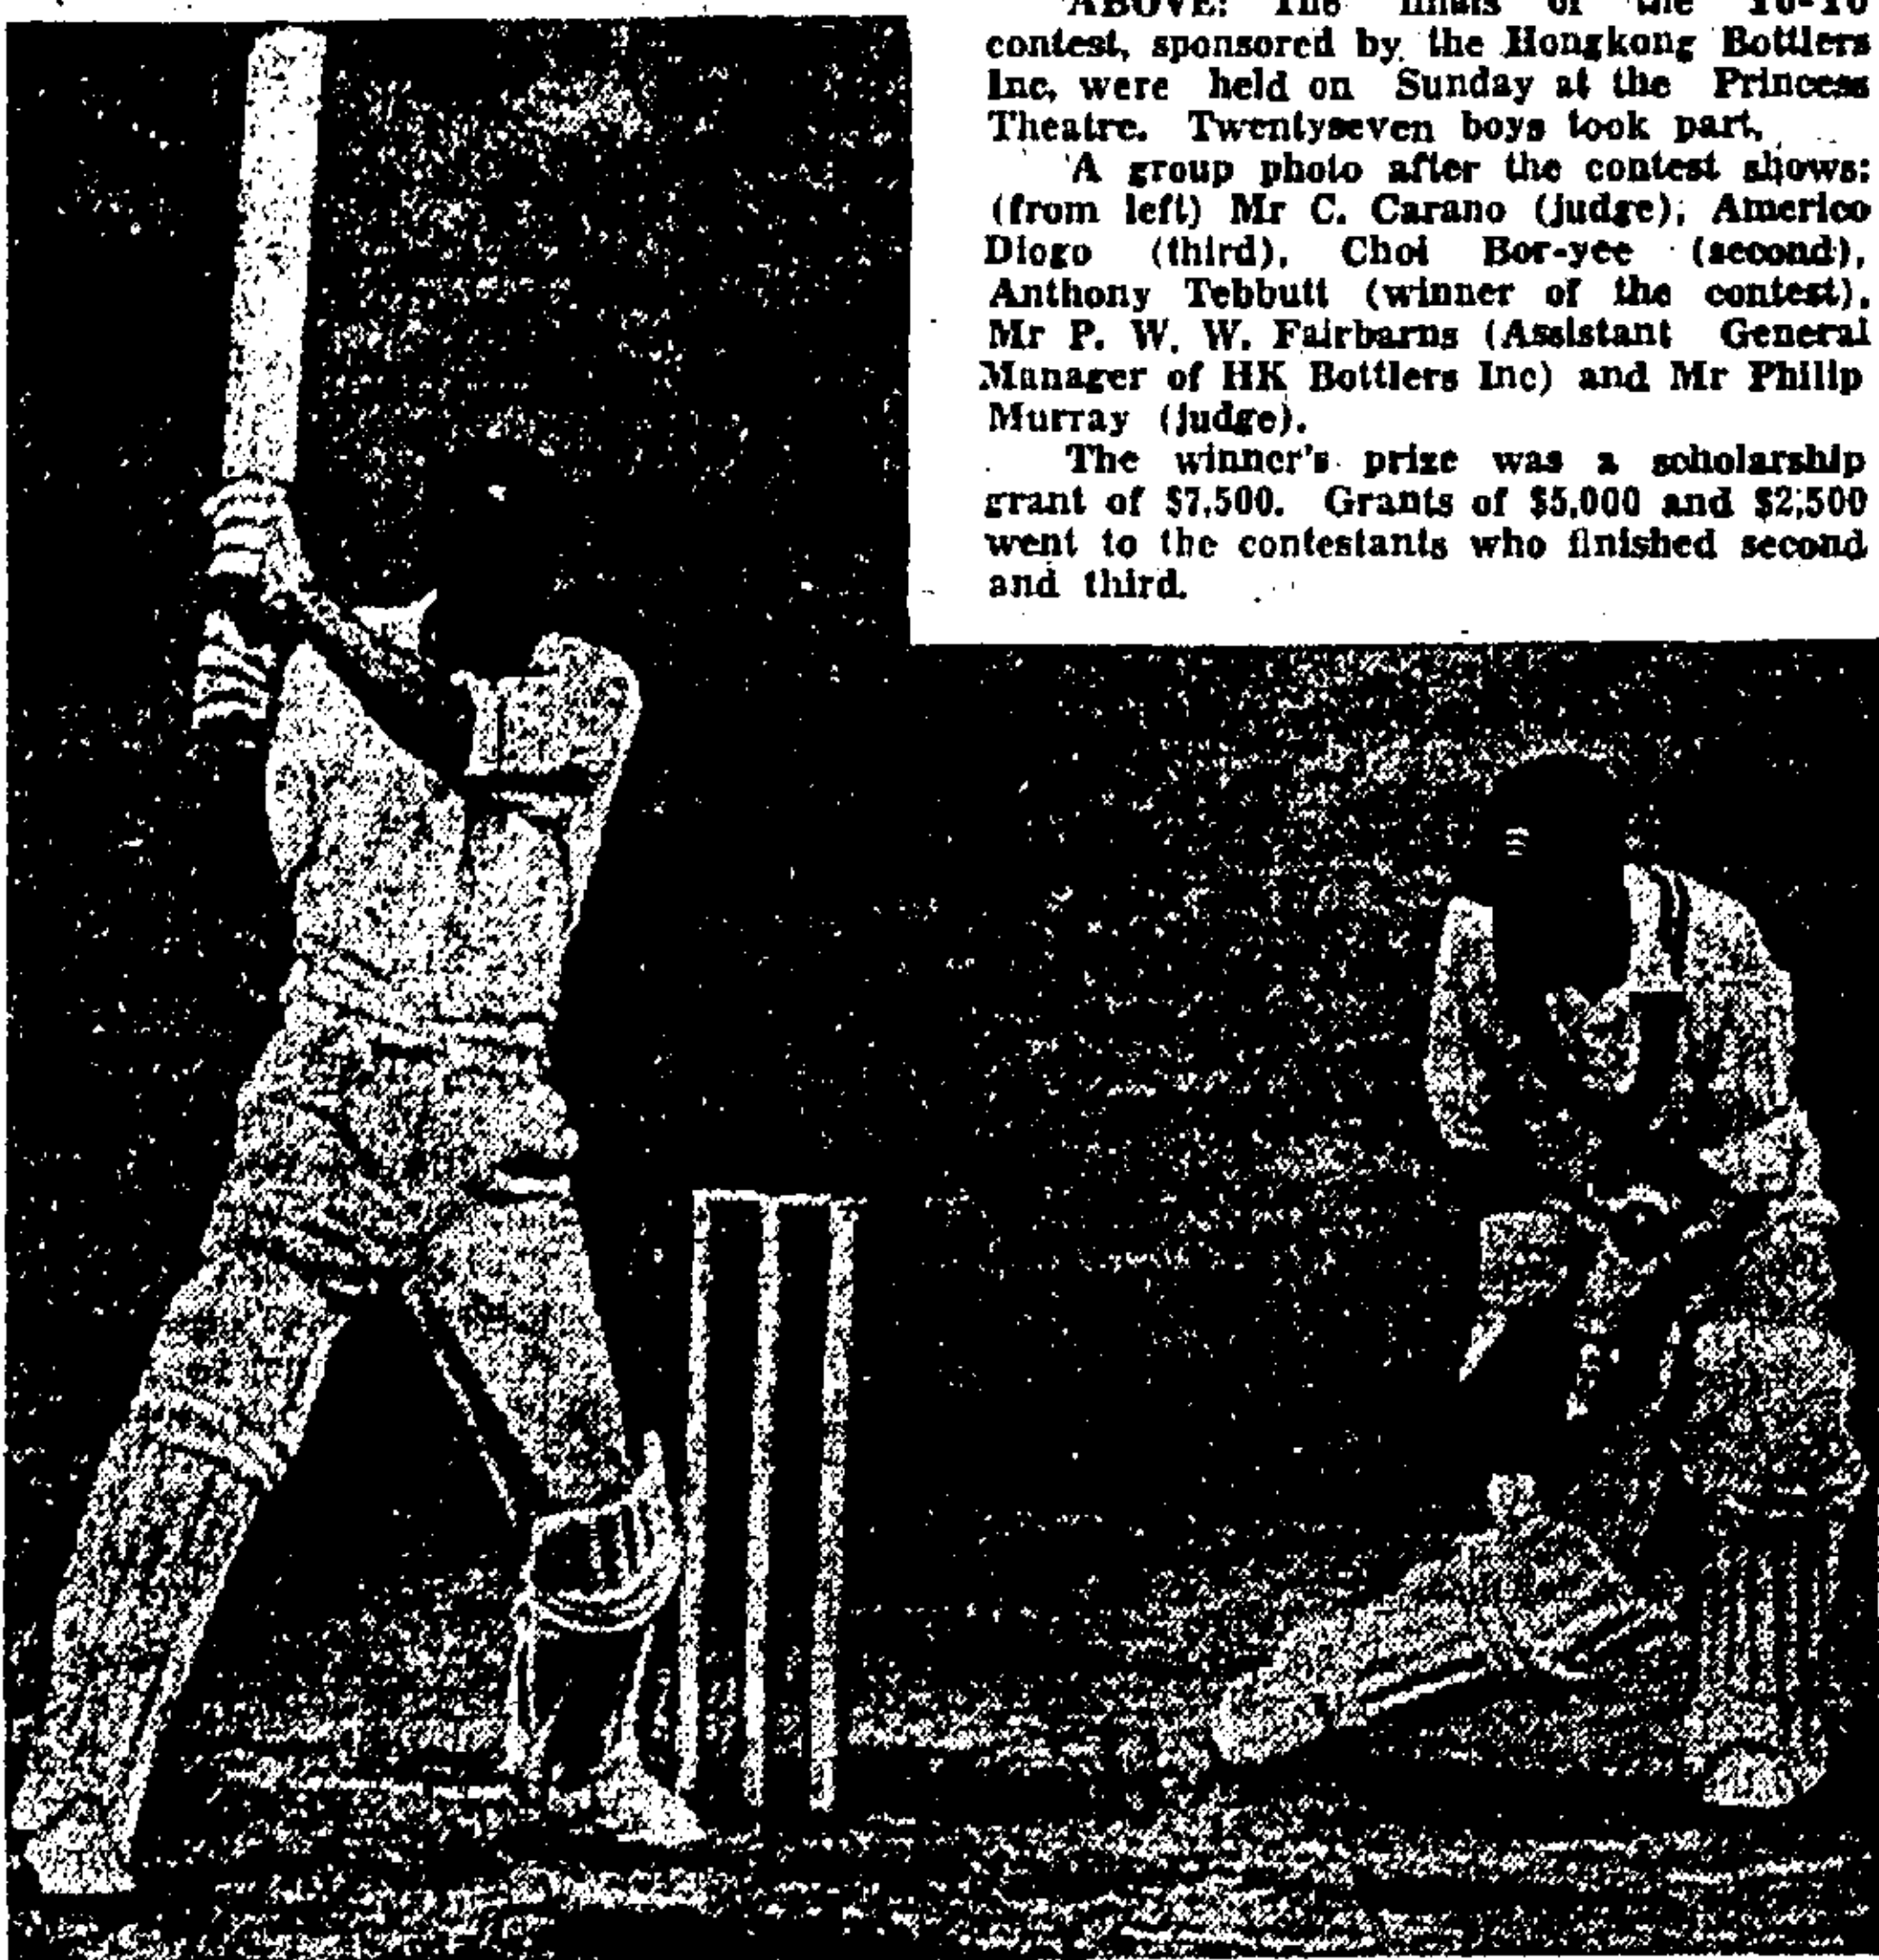 ABOVE: The finals of the Yo-Yo
contest, sponsored by the Hongkong Bottlers
Inc, were held on Sunday at the Princess
Theatre. Twentyseven boys took part.
A group photo after the contest shows:
(from left) Mr C. Carano (judge), Americo
Diogo (third), Choi Bor-yee (second),
Anthony Tebbutt (winner of the contest),
Mr P. W. W. Fairbarns (Assistant General
Manager of HK Bottlers Inc) and Mr Philip
Murray (judge).
The winner's prize was a scholarship
grant of $7,500. Grants of $5,000 and $2,500
went to the contestants who finished second
and third.